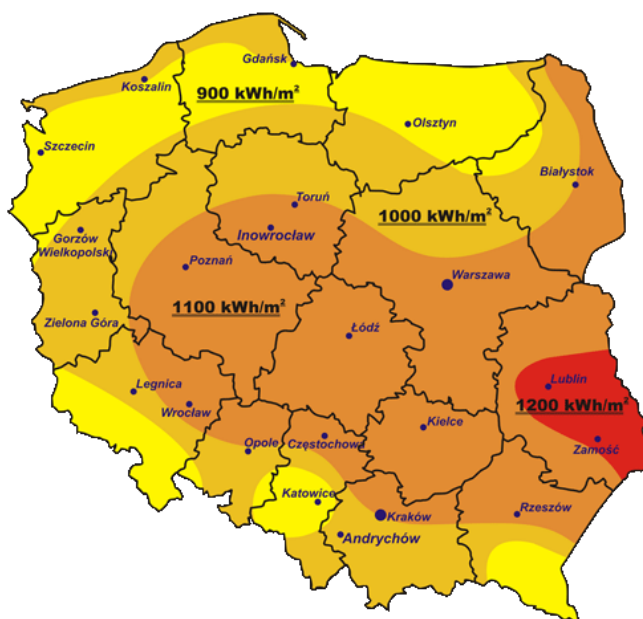 Gdańsk
Koszalin
900 kWh/m²
Olsztyn
Szczecin
Białystok
Toruń
1000 kWh/m²
Gorzów
Wielkopolski
Inowrocław
Poznań
Warszawa
1100 kWh/m²
Zielona Góra
Łódź
Legnica
Lublin
Wrocław
1200 kWh/m²
Kielce
Opole
Częstochowa
Zamość
Katowice
Kraków
Rzeszów
Andrychów